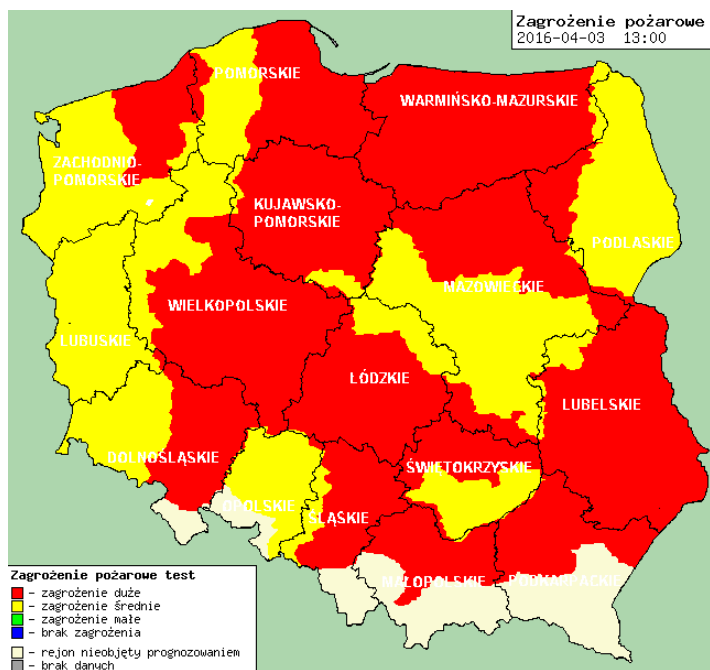 Zagrożenie pożarowe
2016-04-03 13:00
POMORSKIE
WARMIŃSKO-MAZURSKIE
ZACHODNIO-
POMORSKIE
KUJAWSKO-
POMORSKIE
PODLASKIE
MAZOWIECKIE
WIELKOPOLSKIE
LUBUSKIE
ŁÓDZKIE
LUBELSKIE
DOLNOŚLĄSKIE
ŚWIĘTOKRZYSKIE
OPOLSKIE
ŚLĄSKIE
MAŁOPOLSKIE
PODKARPACKIE
Zagrożenie pożarowe test
- zagrożenie duże
- zagrożenie średnie
- zagrożenie małe
- brak zagrożenia
- rejon nieobjęty prognozowaniem
- brak danych